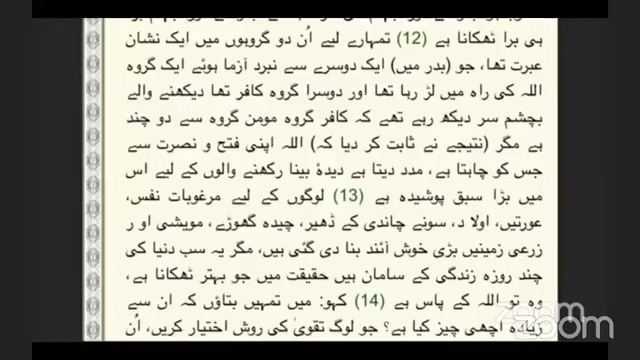 ہی برا ٹھکانا ہے (12) تمہارے لیے اُن دو گروہوں میں ایک نشان
عبرت تھا، جو (بدر میں) ایک دوسرے سے نبرد آزما ہوئے ایک گروہ
اللہ کی راہ میں لڑ رہا تھا اور دوسرا گروہ کافر تھا دیکھنے والے
بچشم سر دیکھ رہے تھے کہ کافر گروہ مومن گروہ سے دو چند
ہے مگر (نتیجے نے ثابت کر دیا کہ) اللہ اپنی فتح و نصرت سے
جس کو چاہتا ہے، مدد دیتا ہے دیدۂ بینا رکھنے والوں کے لیے اس
میں بڑا سبق پوشیدہ ہے (13) لوگوں کے لیے مرغوبات نفس،
عورتیں، اولا د، سونے چاندی کے ڈھیر، چیدہ گھوڑے، مویشی او ر
زرعی زمینیں بڑی خوش آئند بنا دی گئی ہیں، مگر یہ سب دنیا کی
چند روزہ زندگی کے سامان ہیں حقیقت میں جو بہتر ٹھکانا ہے،
وہ تو اللہ کے پاس ہے (14) کہو: میں تمہیں بتاؤں کہ ان سے
زیادہ اچھی چیز کیا ہے؟ جو لوگ تقویٰ کی روش اختیار کریں، اُن
zoom